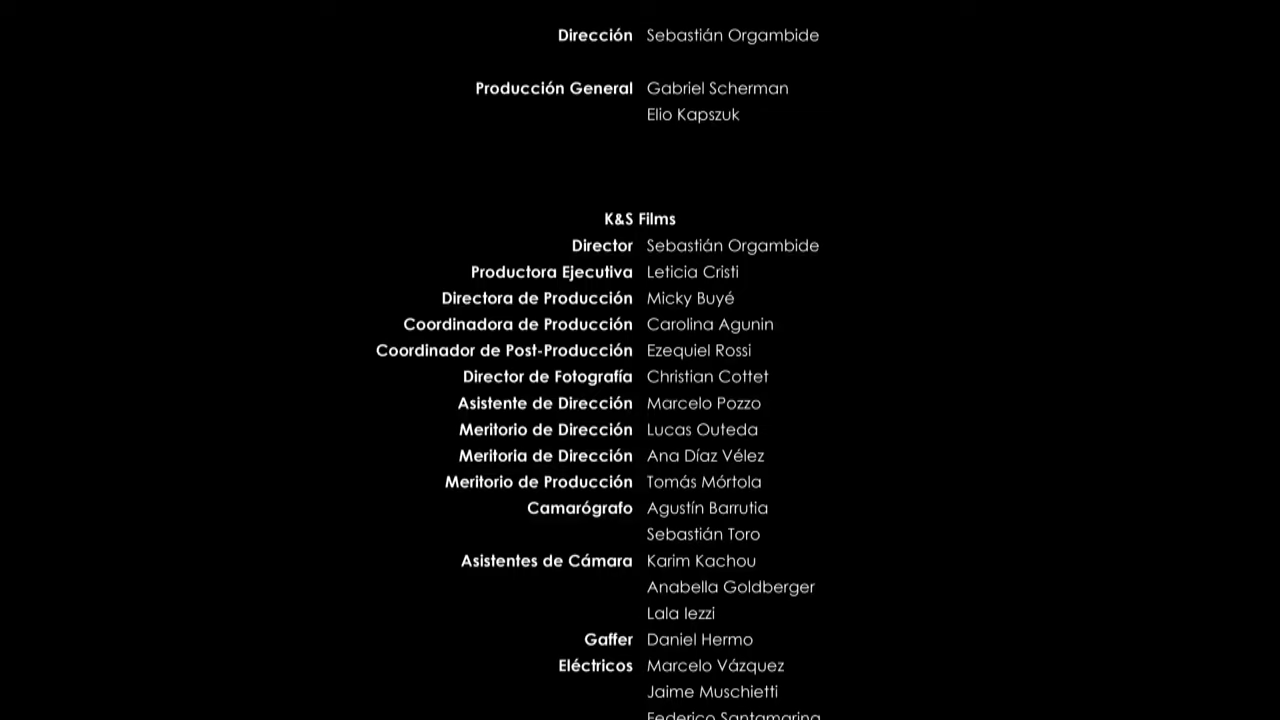 Dirección Sebastián Orgambide
Producción General Gabriel Scherman
Elio Kapszuk
K&S Films
Director Sebastián Orgambide
Productora Ejecutiva Leticia Cristi
Directora de Producción Micky Buyé
Coordinadora de Producción Carolina Agunin
Coordinador de Post-Producción Ezequiel Rossi
Director de Fotografía Christian Cottet
Asistente de Dirección Marcelo Pozzo
Meritorio de Dirección Lucas Outeda
Meritoria de Dirección Ana Díaz Vélez
Meritorio de Producción Tomás Mórtola
Camarógrafo Agustín Barrutia
Sebastián Toro
Asistentes de Cámara Karim Kachou
Anabella Goldberger
Lala Iezzi
Gaffer Daniel Hermo
Eléctricos Marcelo Vázquez
Jaime Muschietti
Federico Santamarina